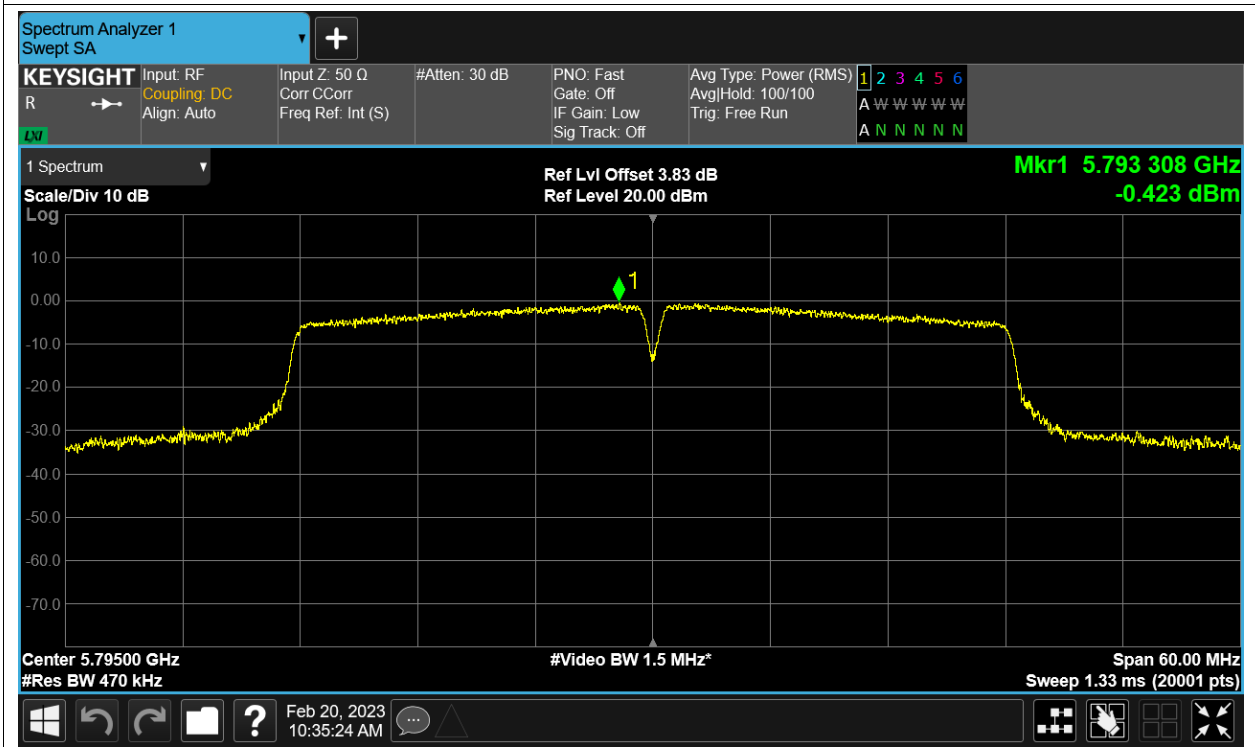 Spectrum Analyzer 1
Swept SA
KEYSIGHT
R
LXI
Input: RF
Coupling: DC
Align: Auto
Input Z: 50 Ω
Corr CCorr
Freq Ref: Int (S)
#Atten: 30 dB
PNO: Fast
Gate: Off
IF Gain: Low
Sig Track: Off
Avg Type: Power (RMS)
Avg|Hold: 100/100
Trig: Free Run
1 2 3 4 5 6
A W W W W W
A N N N N N
1 Spectrum
Scale/Div 10 dB
Log
Ref Lvl Offset 3.83 dB
Ref Level 20.00 dBm
Mkr1 5.793 308 GHz
-0.423 dBm
1
10.0
0.00
-10.0
-20.0
-30.0
-40.0
-50.0
-60.0
-70.0
Center 5.79500 GHz
#Res BW 470 kHz
#Video BW 1.5 MHz*
Span 60.00 MHz
Sweep 1.33 ms (20001 pts)
?
Feb 20, 2023
10:35:24 AM